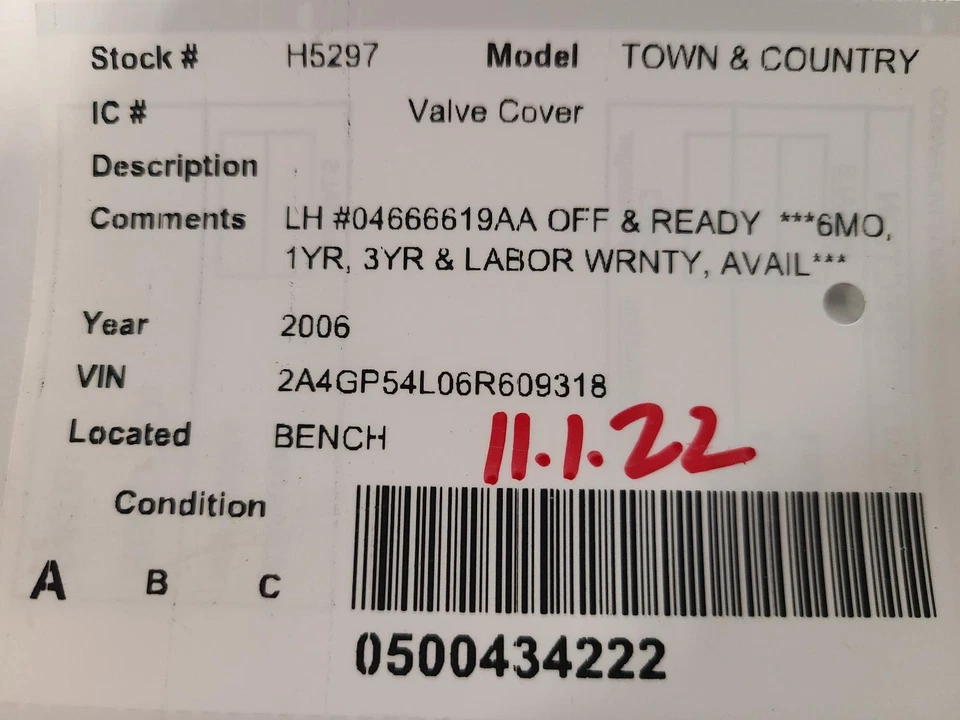 Stock # H5297 Model TOWN & COUNTRY
IC # Valve Cover
Description
Comments LH #04666619AA OFF & READY ***6MO,
1YR, 3YR & LABOR WRNTY, AVAIL***
Year 2006
VIN 2A4GP54L06R609318
Located BENCH 11.1.22
Condition
A B C
0500434222